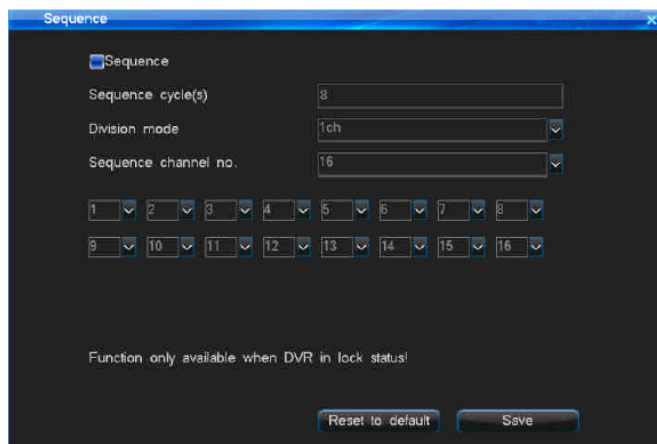 Sequence
Sequence
Sequence cycle(s) 8
Division mode 1ch
Sequence channel no. 16
1 2 3 4 5 6 7 8
9 10 11 12 13 14 15 16
Function only available when DVR in lock status!
Reset to default Save